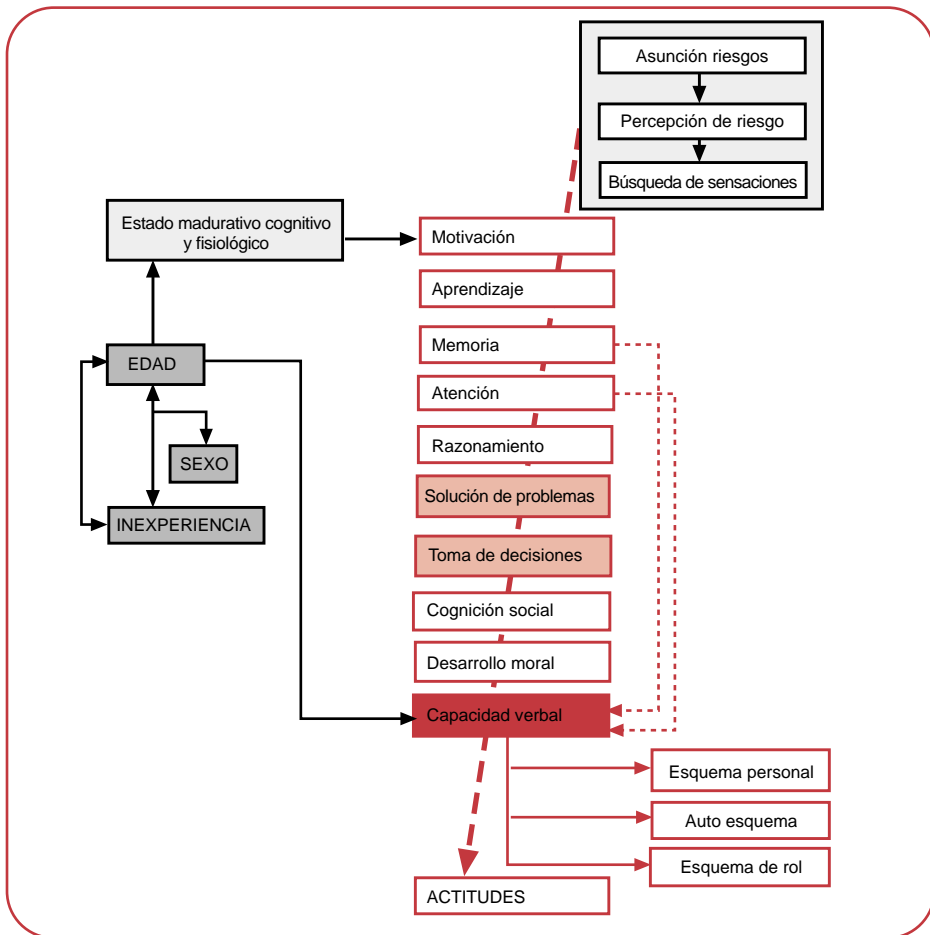 Asunción riesgos
Percepción de riesgo
Búsqueda de sensaciones
Estado madurativo cognitivo
y fisiológico
Motivación
Aprendizaje
Memoria
EDAD
Atención
Razonamiento
SEXO
Solución de problemas
INEXPERIENCIA
Toma de decisiones
Cognición social
Desarrollo moral
Capacidad verbal
Esquema personal
Auto esquema
Esquema de rol
ACTITUDES